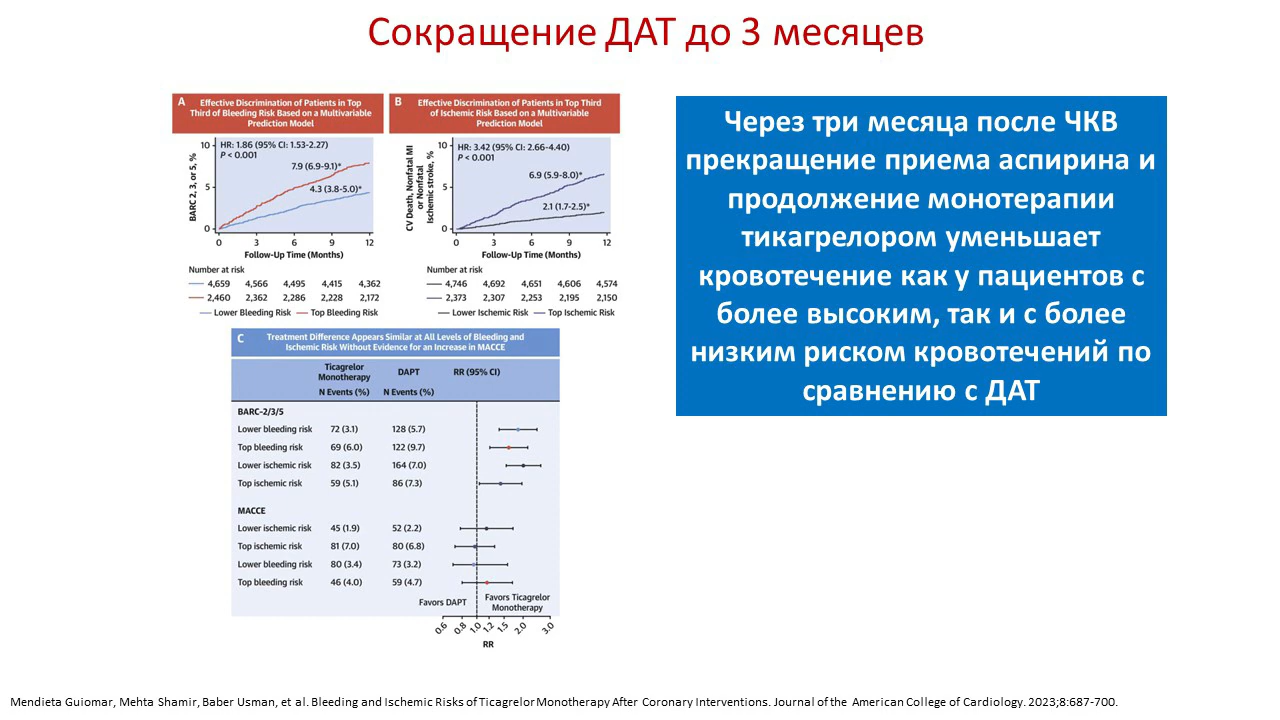 Сокращение ДАТ до 3 месяцев
A Effective Discrimination of Patients in Top
Third of Bleeding Risk Based on a Multivariable
Prediction Model
BARC 2, 3, or 5, %
HR: 1.86 (95% CI: 1.53-2.27)
P < 0.001
7.9 (6.9-9.1)*
4.3 (3.8-5.0)*
10
5
0
0 3 6 9 12
Follow-Up Time (Months)
Number at risk
4,659 4,566 4,495 4,415 4,362
2,460 2,362 2,286 2,228 2,172
Lower Bleeding Risk Top Bleeding Risk
B Effective Discrimination of Patients in Top Third
of Ischemic Risk Based on a Multivariable
Prediction Model
CV Death, Nonfatal MI
or Nonfatal
Ischemic stroke, %
HR: 3.42 (95% CI: 2.66-4.40)
P < 0.001
6.9 (5.9-8.0)*
2.1 (1.7-2.5)*
10
5
0
0 3 6 9 12
Follow-Up Time (Months)
Number at risk
4,746 4,692 4,651 4,606 4,574
2,373 2,307 2,253 2,195 2,150
Lower Ischemic Risk Top Ischemic Risk
C Treatment Difference Appears Similar at All Levels of Bleeding and
Ischemic Risk Without Evidence for an Increase in MACCE
Ticagrelor
Monotherapy DAPT RR (95% CI)
N Events (%) N Events (%)
BARC-2/3/5
Lower bleeding risk 72 (3.1) 128 (5.7)
Top bleeding risk 69 (6.0) 122 (9.7)
Lower ischemic risk 82 (3.5) 164 (7.0)
Top ischemic risk 59 (5.1) 86 (7.3)
MACCE
Lower ischemic risk 45 (1.9) 52 (2.2)
Top ischemic risk 81 (7.0) 80 (6.8)
Lower bleeding risk 80 (3.4) 73 (3.2)
Top bleeding risk 46 (4.0) 59 (4.7)
Favors DAPT Favors Ticagrelor
Monotherapy
0.6 0.8 1.0 1.2 1.5 2.0 3.0
RR
Через три месяца после ЧКВ
прекращение приема аспирина и
продолжение монотерапии
тикагрелором уменьшает
кровотечение как у пациентов с
более высоким, так и с более
низким риском кровотечений по
сравнению с ДАТ
Mendieta Guiomar, Mehta Shamir, Baber Usman, et al. Bleeding and Ischemic Risks of Ticagrelor Monotherapy After Coronary Interventions. Journal of the American College of Cardiology. 2023;8:687-700.